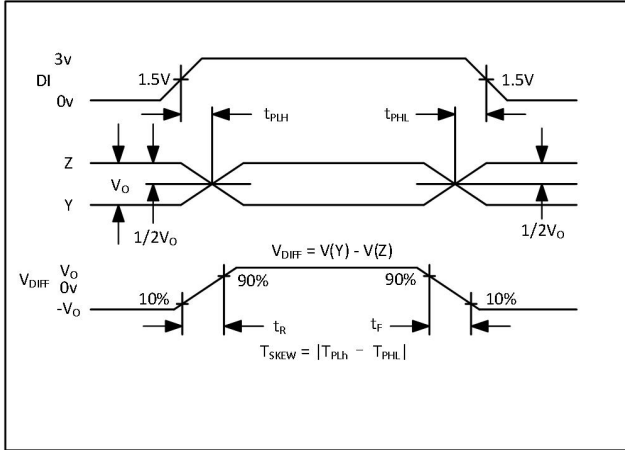 3v
DI
1.5V
1.5V
0v
tPLH
tPHL
Z
VO
Y
1/2VO
1/2VO
VDIFF = V(Y) - V(Z)
VO
VDIFF
0v
90%
90%
10%
10%
-VO
tR
tF
TSKEW = |TPLh - TPHL|